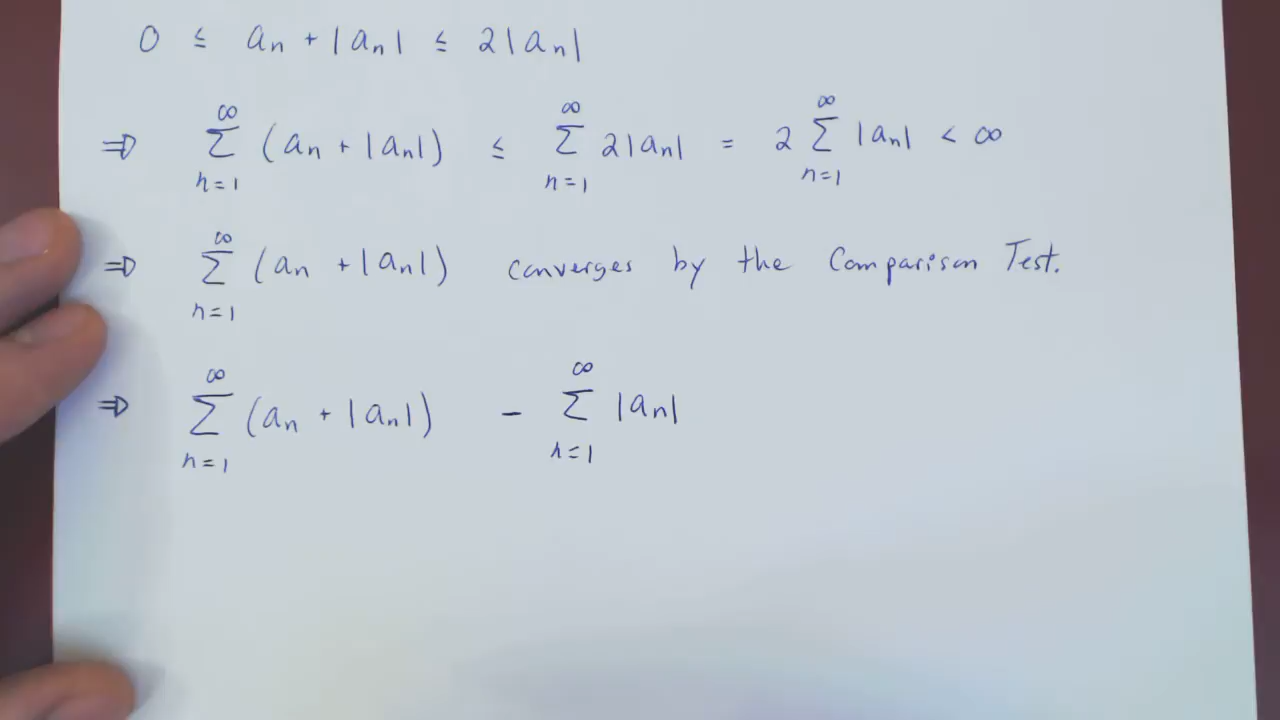 0 ≤ an + |an| ≤ 2|an|
⇒ ∞ Σ n=1 (an + |an|) ≤ ∞ Σ n=1 2|an| = 2 ∞ Σ n=1 |an| < ∞
⇒ ∞ Σ n=1 (an + |an|) converges by the Comparison Test.
⇒ ∞ Σ n=1 (an + |an|) - ∞ Σ n=1 |an|